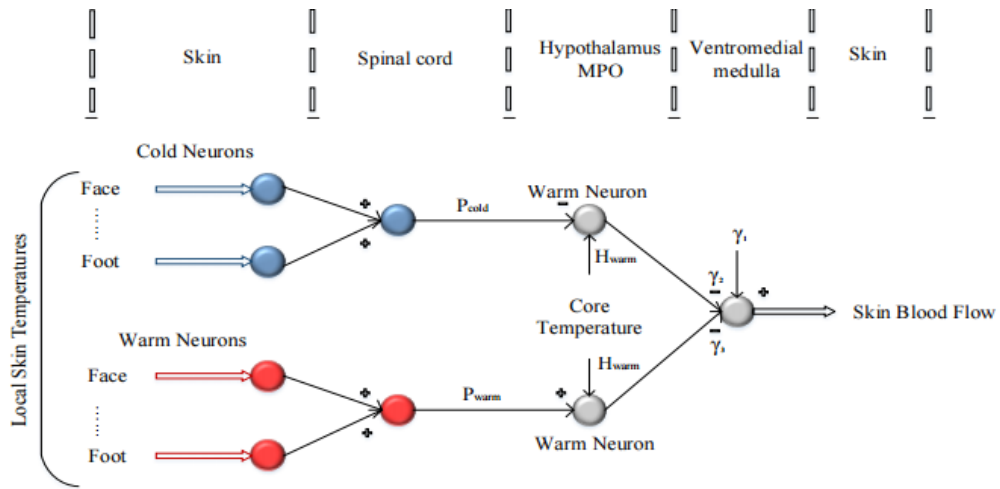 Skin
Spinal cord
Hypothalamus
MPO
Ventromedial
medulla
Skin
Local Skin Temperatures
Cold Neurons
Face
Foot
Pcold
Warm Neuron
Hwarm
γ1
γ2
Skin Blood Flow
Core
Temperature
γ3
Warm Neurons
Face
Foot
Pwarm
Hwarm
Warm Neuron